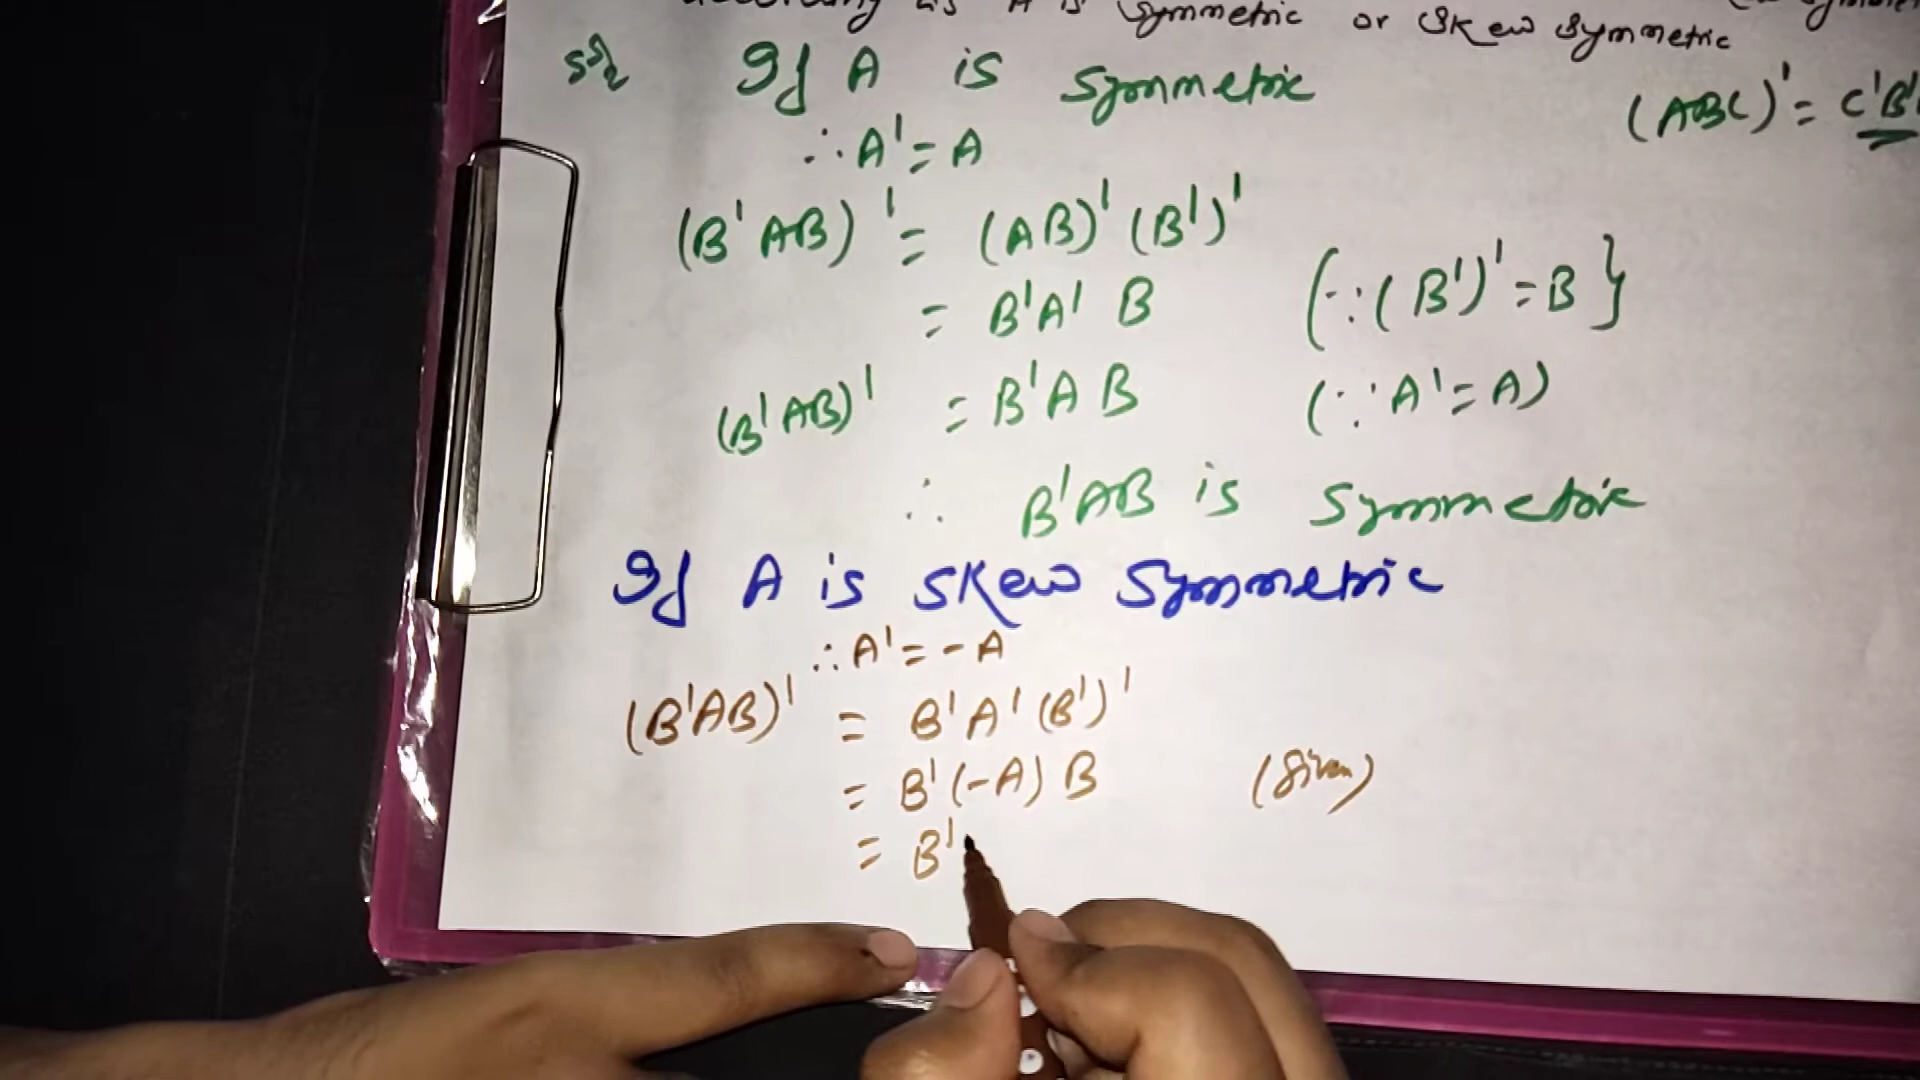 A is Symmetric or Skew Symmetric
Sol If A is Symmetric
(ABC)' = C'B'
∴ A' = A
(B'AB)' = (AB)' (B')'
= B'A' B {∵ (B')' = B}
(B'AB)' = B'A B (∵ A' = A)
∴ B'AB is Symmetric
If A is Skew Symmetric
∴ A' = -A
(B'AB)' = B'A' (B')'
= B' (-A) B (given)
= B'